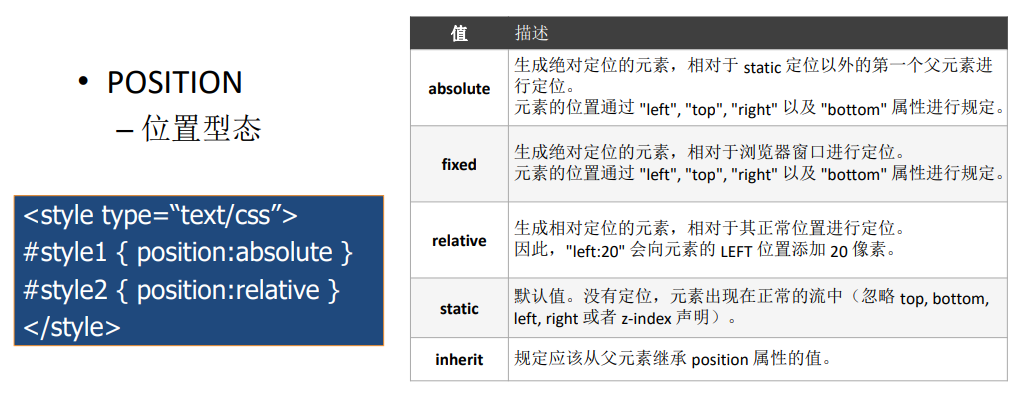 • POSITION
– 位置型态
<style type=“text/css”>
#style1 { position:absolute }
#style2 { position:relative }
</style>
值 描述
absolute
生成绝对定位的元素，相对于 static 定位以外的第一个父元素进
行定位。
元素的位置通过 "left", "top", "right" 以及 "bottom" 属性进行规定。
fixed
生成绝对定位的元素，相对于浏览器窗口进行定位。
元素的位置通过 "left", "top", "right" 以及 "bottom" 属性进行规定。
relative
生成相对定位的元素，相对于其正常位置进行定位。
因此，"left:20" 会向元素的 LEFT 位置添加 20 像素。
static
默认值。没有定位，元素出现在正常的流中（忽略 top, bottom,
left, right 或者 z-index 声明）。
inherit 规定应该从父元素继承 position 属性的值。